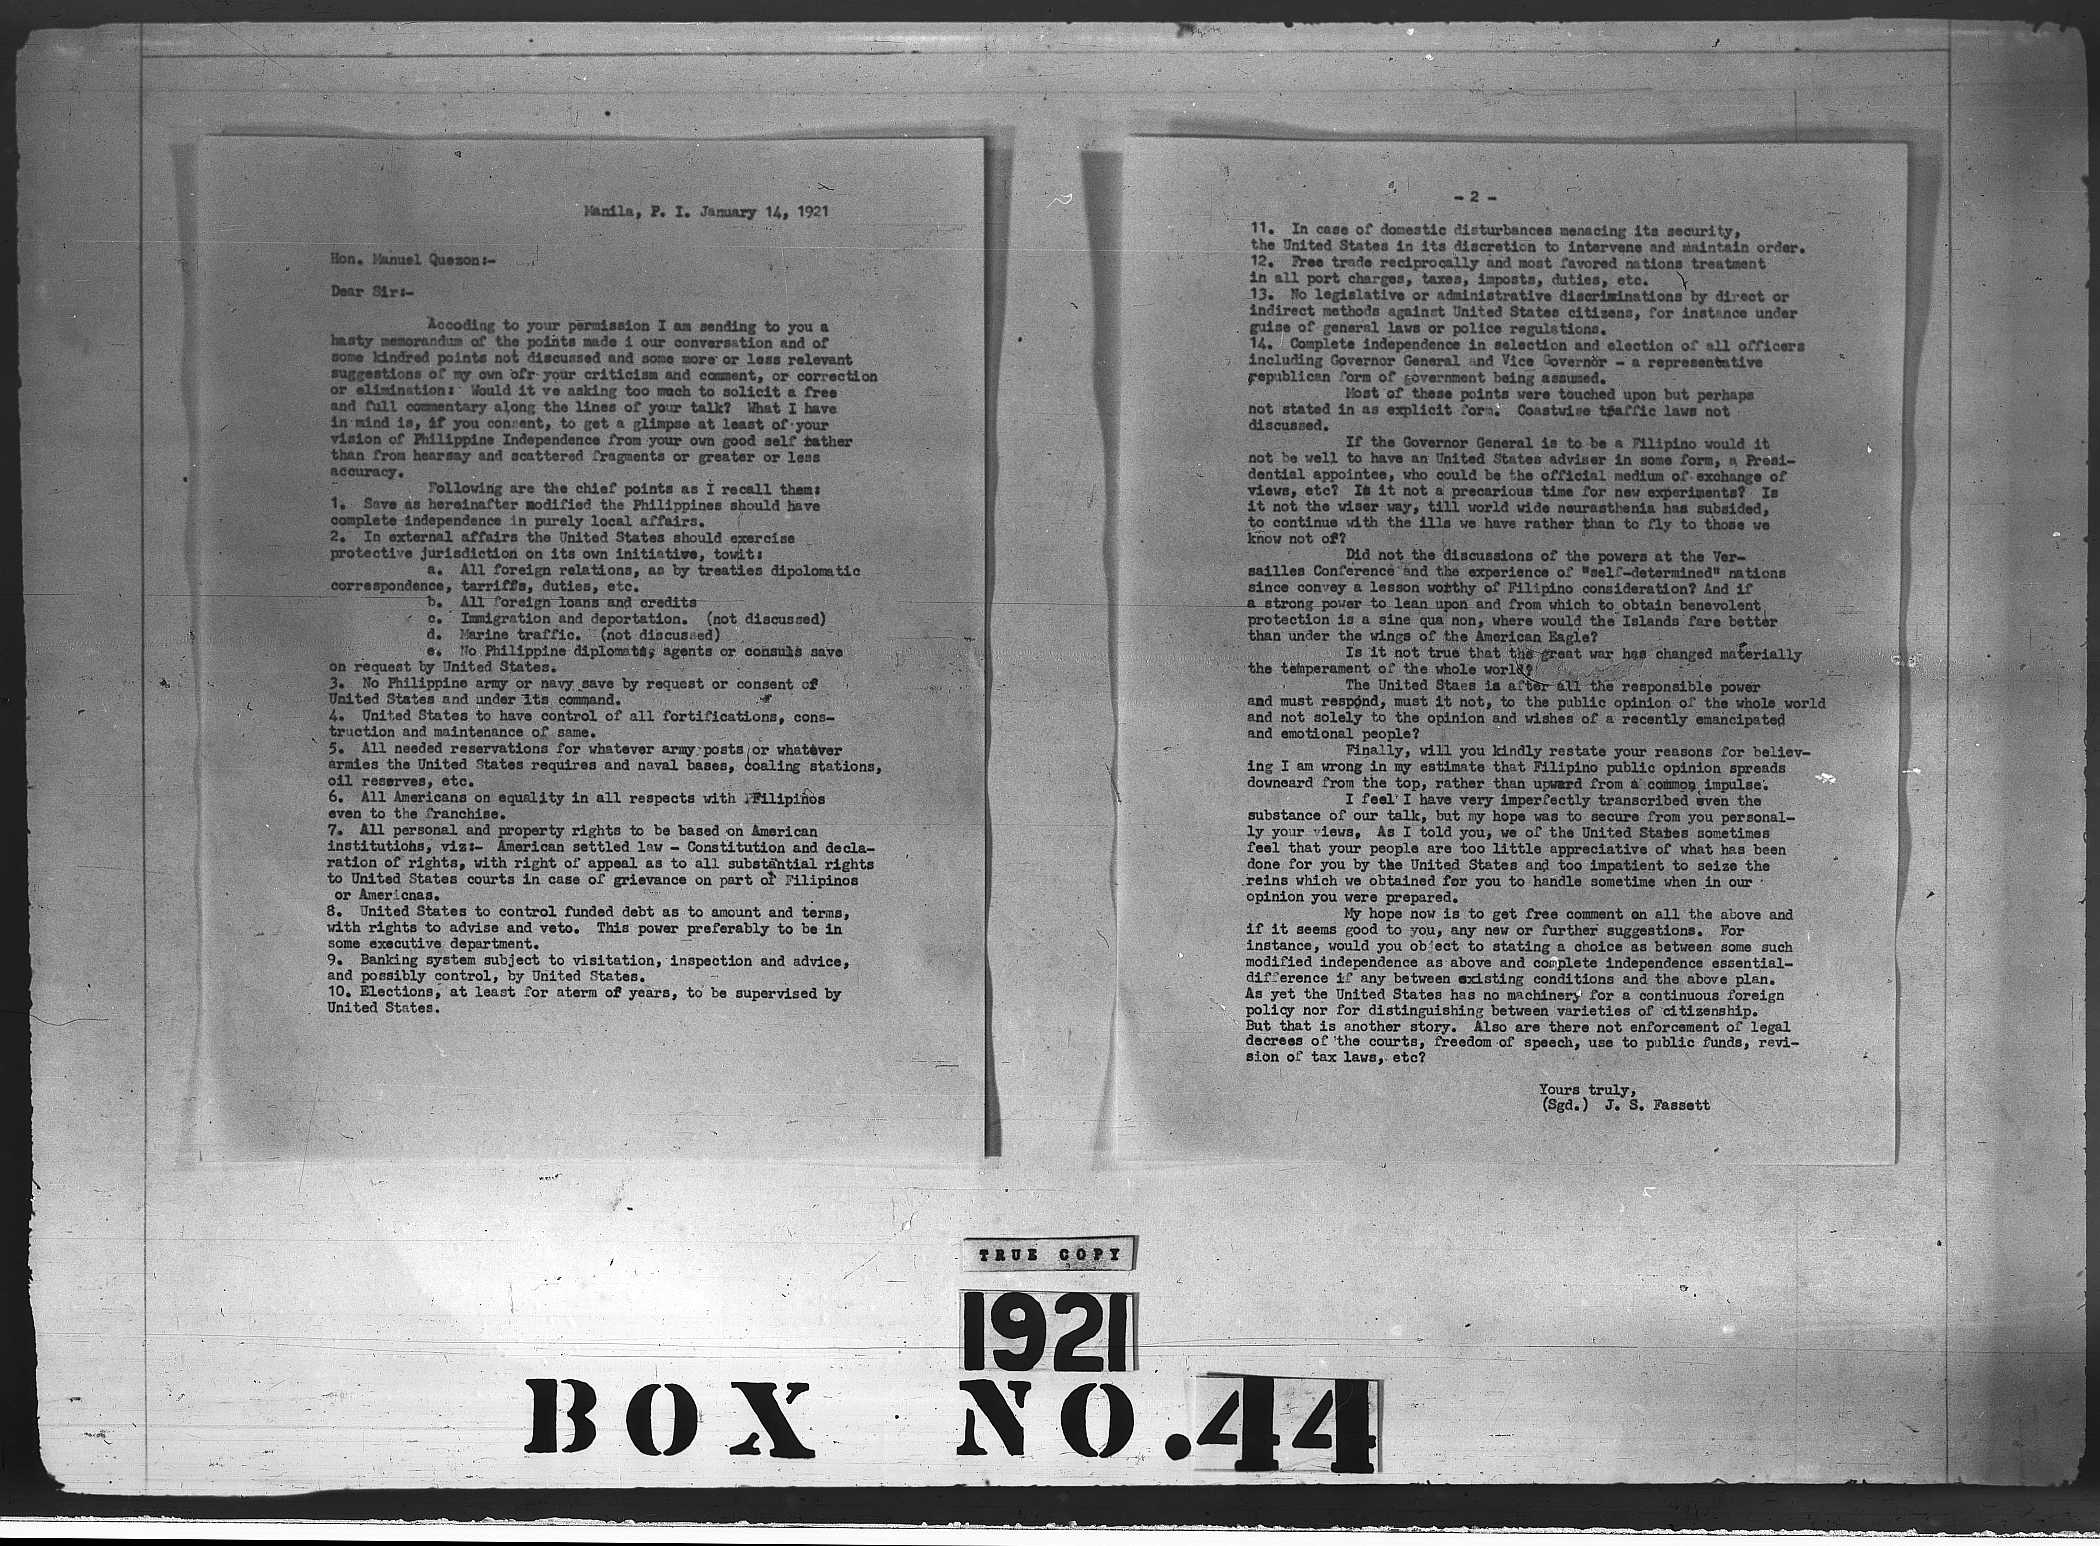 Manila, P. I. January 14, 1921
Hon. Manuel Quezon:-
Dear Sir:-
Accoding to your permission I am sending to you a
hasty memorandum of the points made i our conversation and of
some kindred points not discussed and some more or less relevant
suggestions of my own ofr your criticism and comment, or correction
or elimination: Would it ve asking too much to solicit a free
and full commentary along the lines of your talk? What I have
in mind is, if you consent, to get a glimpse at least of your
vision of Philippine Independence from your own good self rather
than from hearsay and scattered fragments or greater or less
accuracy.
Following are the chief points as I recall them:
1. Save as hereinafter modified the Philippines should have
complete independence in purely local affairs.
2. In external affairs the United States should exercise
protective jurisdiction on its own initiative, towit:
a. All foreign relations, as by treaties dipolomatic
correspondence, tarriffs, duties, etc.
b. All foreign loans and credits
c. Immigration and deportation. (not discussed)
d. Marine traffic. (not discussed)
e. No Philippine diplomats, agents or consuls save
on request by United States.
3. No Philippine army or navy save by request or consent of
United States and under its command.
4. United States to have control of all fortifications, cons-
truction and maintenance of same.
5. All needed reservations for whatever army posts or whatever
armies the United States requires and naval bases, coaling stations,
oil reserves, etc.
6. All Americans on equality in all respects with Filipinos
even to the franchise.
7. All personal and property rights to be based on American
institutions, viz:- American settled law - Constitution and decla-
ration of rights, with right of appeal as to all substantial rights
to United States courts in case of grievance on part of Filipinos
or Americnas.
8. United States to control funded debt as to amount and terms,
with rights to advise and veto. This power preferably to be in
some executive department.
9. Banking system subject to visitation, inspection and advice,
and possibly control, by United States.
10. Elections, at least for aterm of years, to be supervised by
United States.
- 2 -
11. In case of domestic disturbances menacing its security,
the United States in its discretion to intervene and maintain order.
12. Free trade reciprocally and most favored nations treatment
in all port charges, taxes, imposts, duties, etc.
13. No legislative or administrative discriminations by direct or
indirect methods against United States citizens, for instance under
guise of general laws or police regulations.
14. Complete independence in selection and election of all officers
including Governor General and Vice Governor - a representative
republican form of government being assumed.
Most of these points were touched upon but perhaps
not stated in as explicit form. Coastwise traffic laws not
discussed.
If the Governor General is to be a Filipino would it
not be well to have an United States adviser in some form, a Presi-
dential appointee, who could be the official medium of exchange of
views, etc? Is it not a precarious time for new experiments? Is
it not the wiser way, till world wide neurasthenia has subsided,
to continue with the ills we have rather than to fly to those we
know not of?
Did not the discussions of the powers at the Ver-
sailles Conference and the experience of "self-determined" nations
since convey a lesson worthy of Filipino consideration? And if
a strong power to lean upon and from which to obtain benevolent
protection is a sine qua non, where would the Islands fare better
than under the wings of the American Eagle?
Is it not true that the great war has changed materially
the temperament of the whole world?
The United Staes is after all the responsible power
and must respond, must it not, to the public opinion of the whole world
and not solely to the opinion and wishes of a recently emancipated
and emotional people?
Finally, will you kindly restate your reasons for believ-
ing I am wrong in my estimate that Filipino public opinion spreads
downeard from the top, rather than upward from a common impulse.
I feel I have very imperfectly transcribed even the
substance of our talk, but my hope was to secure from you personal-
ly your views, As I told you, we of the United States sometimes
feel that your people are too little appreciative of what has been
done for you by the United States and too impatient to seize the
reins which we obtained for you to handle sometime when in our
opinion you were prepared.
My hope now is to get free comment on all the above and
if it seems good to you, any new or further suggestions. For
instance, would you object to stating a choice as between some such
modified independence as above and complete independence essential-
difference if any between existing conditions and the above plan.
As yet the United States has no machinery for a continuous foreign
policy nor for distinguishing between varieties of citizenship.
But that is another story. Also are there not enforcement of legal
decrees of the courts, freedom of speech, use to public funds, revi-
sion of tax laws, etc?
Yours truly,
(Sgd.) J. S. Fassett
TRUE COPY
1921
BOX NO. 44